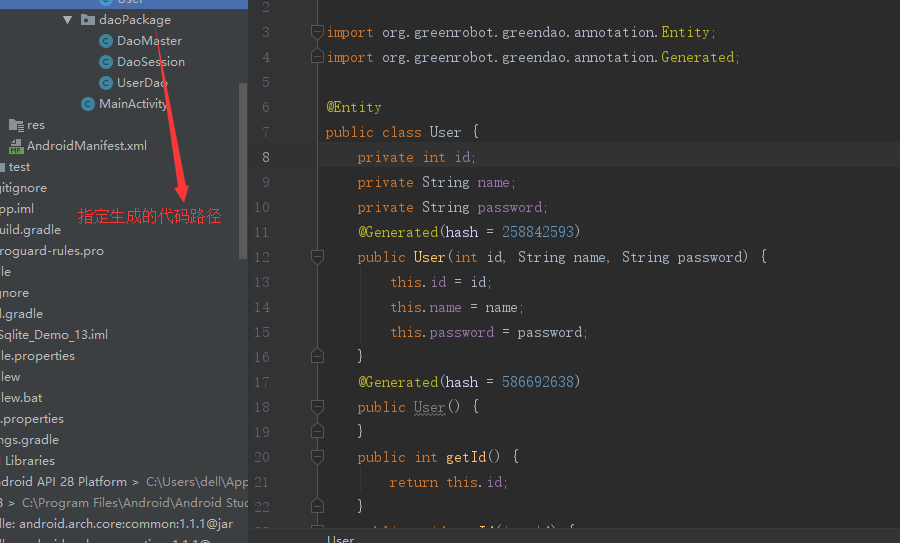 User
daoPackage
DaoMaster
DaoSession
UserDao
MainActivity
res
AndroidManifest.xml
test
gitignore
pp.iml
uild.gradle
roguard-rules.pro
le
gnore
d.gradle
Sqlite_Demo_13.iml
le.properties
lew
lew.bat
.properties
ngs.gradle
l Libraries
ndroid API 28 Platform > C:\Users\dell\App
3 > C:\Program Files\Android\Android Stud
dle: android.arch.core:common:1.1.1@jar
指定生成的代码路径
2
3 import org.greenrobot.greendao.annotation.Entity;
4 import org.greenrobot.greendao.annotation.Generated;
5
6 @Entity
7 public class User {
8 private int id;
9 private String name;
10 private String password;
11 @Generated(hash = 258842593)
12 public User(int id, String name, String password) {
13 this.id = id;
14 this.name = name;
15 this.password = password;
16 }
17 @Generated(hash = 586692638)
18 public User() {
19 }
20 public int getId() {
21 return this.id;
22 }
User